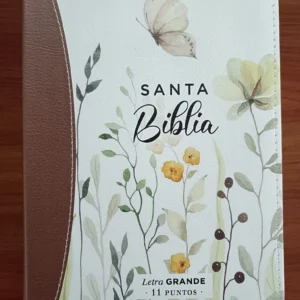 SANTA
Biblia
Letra GRANDE
· 11 PUNTOS ·